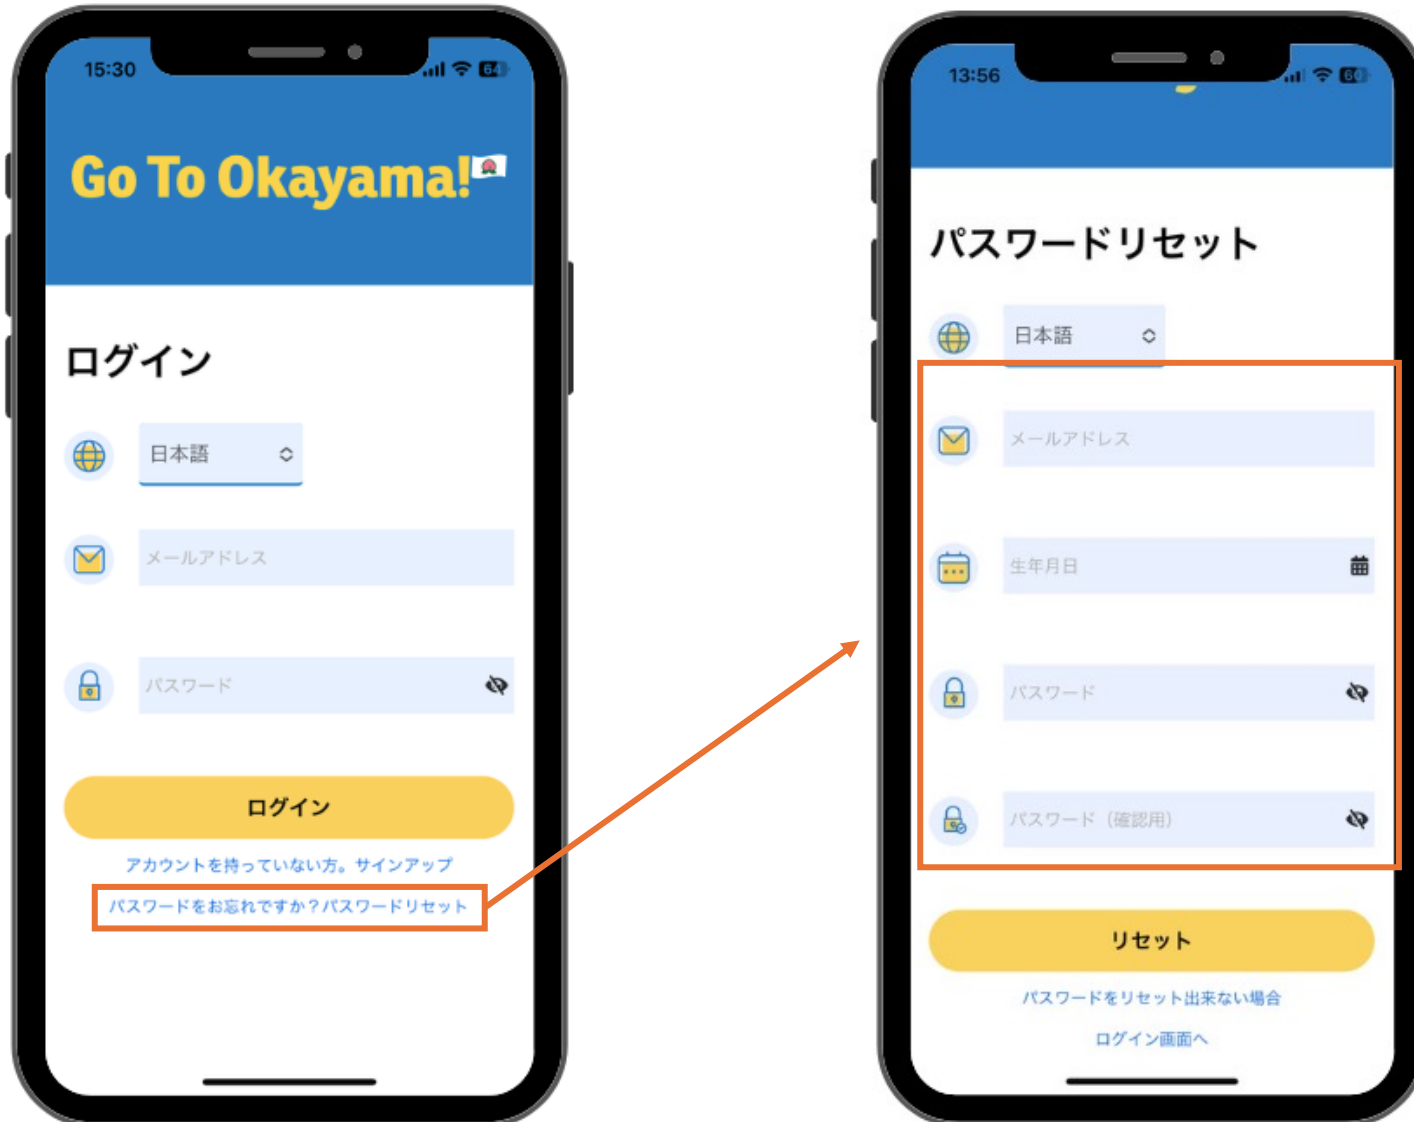 15:30
64
Go To Okayama!
ログイン
日本語
メールアドレス
パスワード
ログイン
アカウントを持っていない方。サインアップ
パスワードをお忘れですか？パスワードリセット
13:56
60
パスワードリセット
日本語
メールアドレス
生年月日
パスワード
パスワード（確認用）
リセット
パスワードをリセット出来ない場合
ログイン画面へ